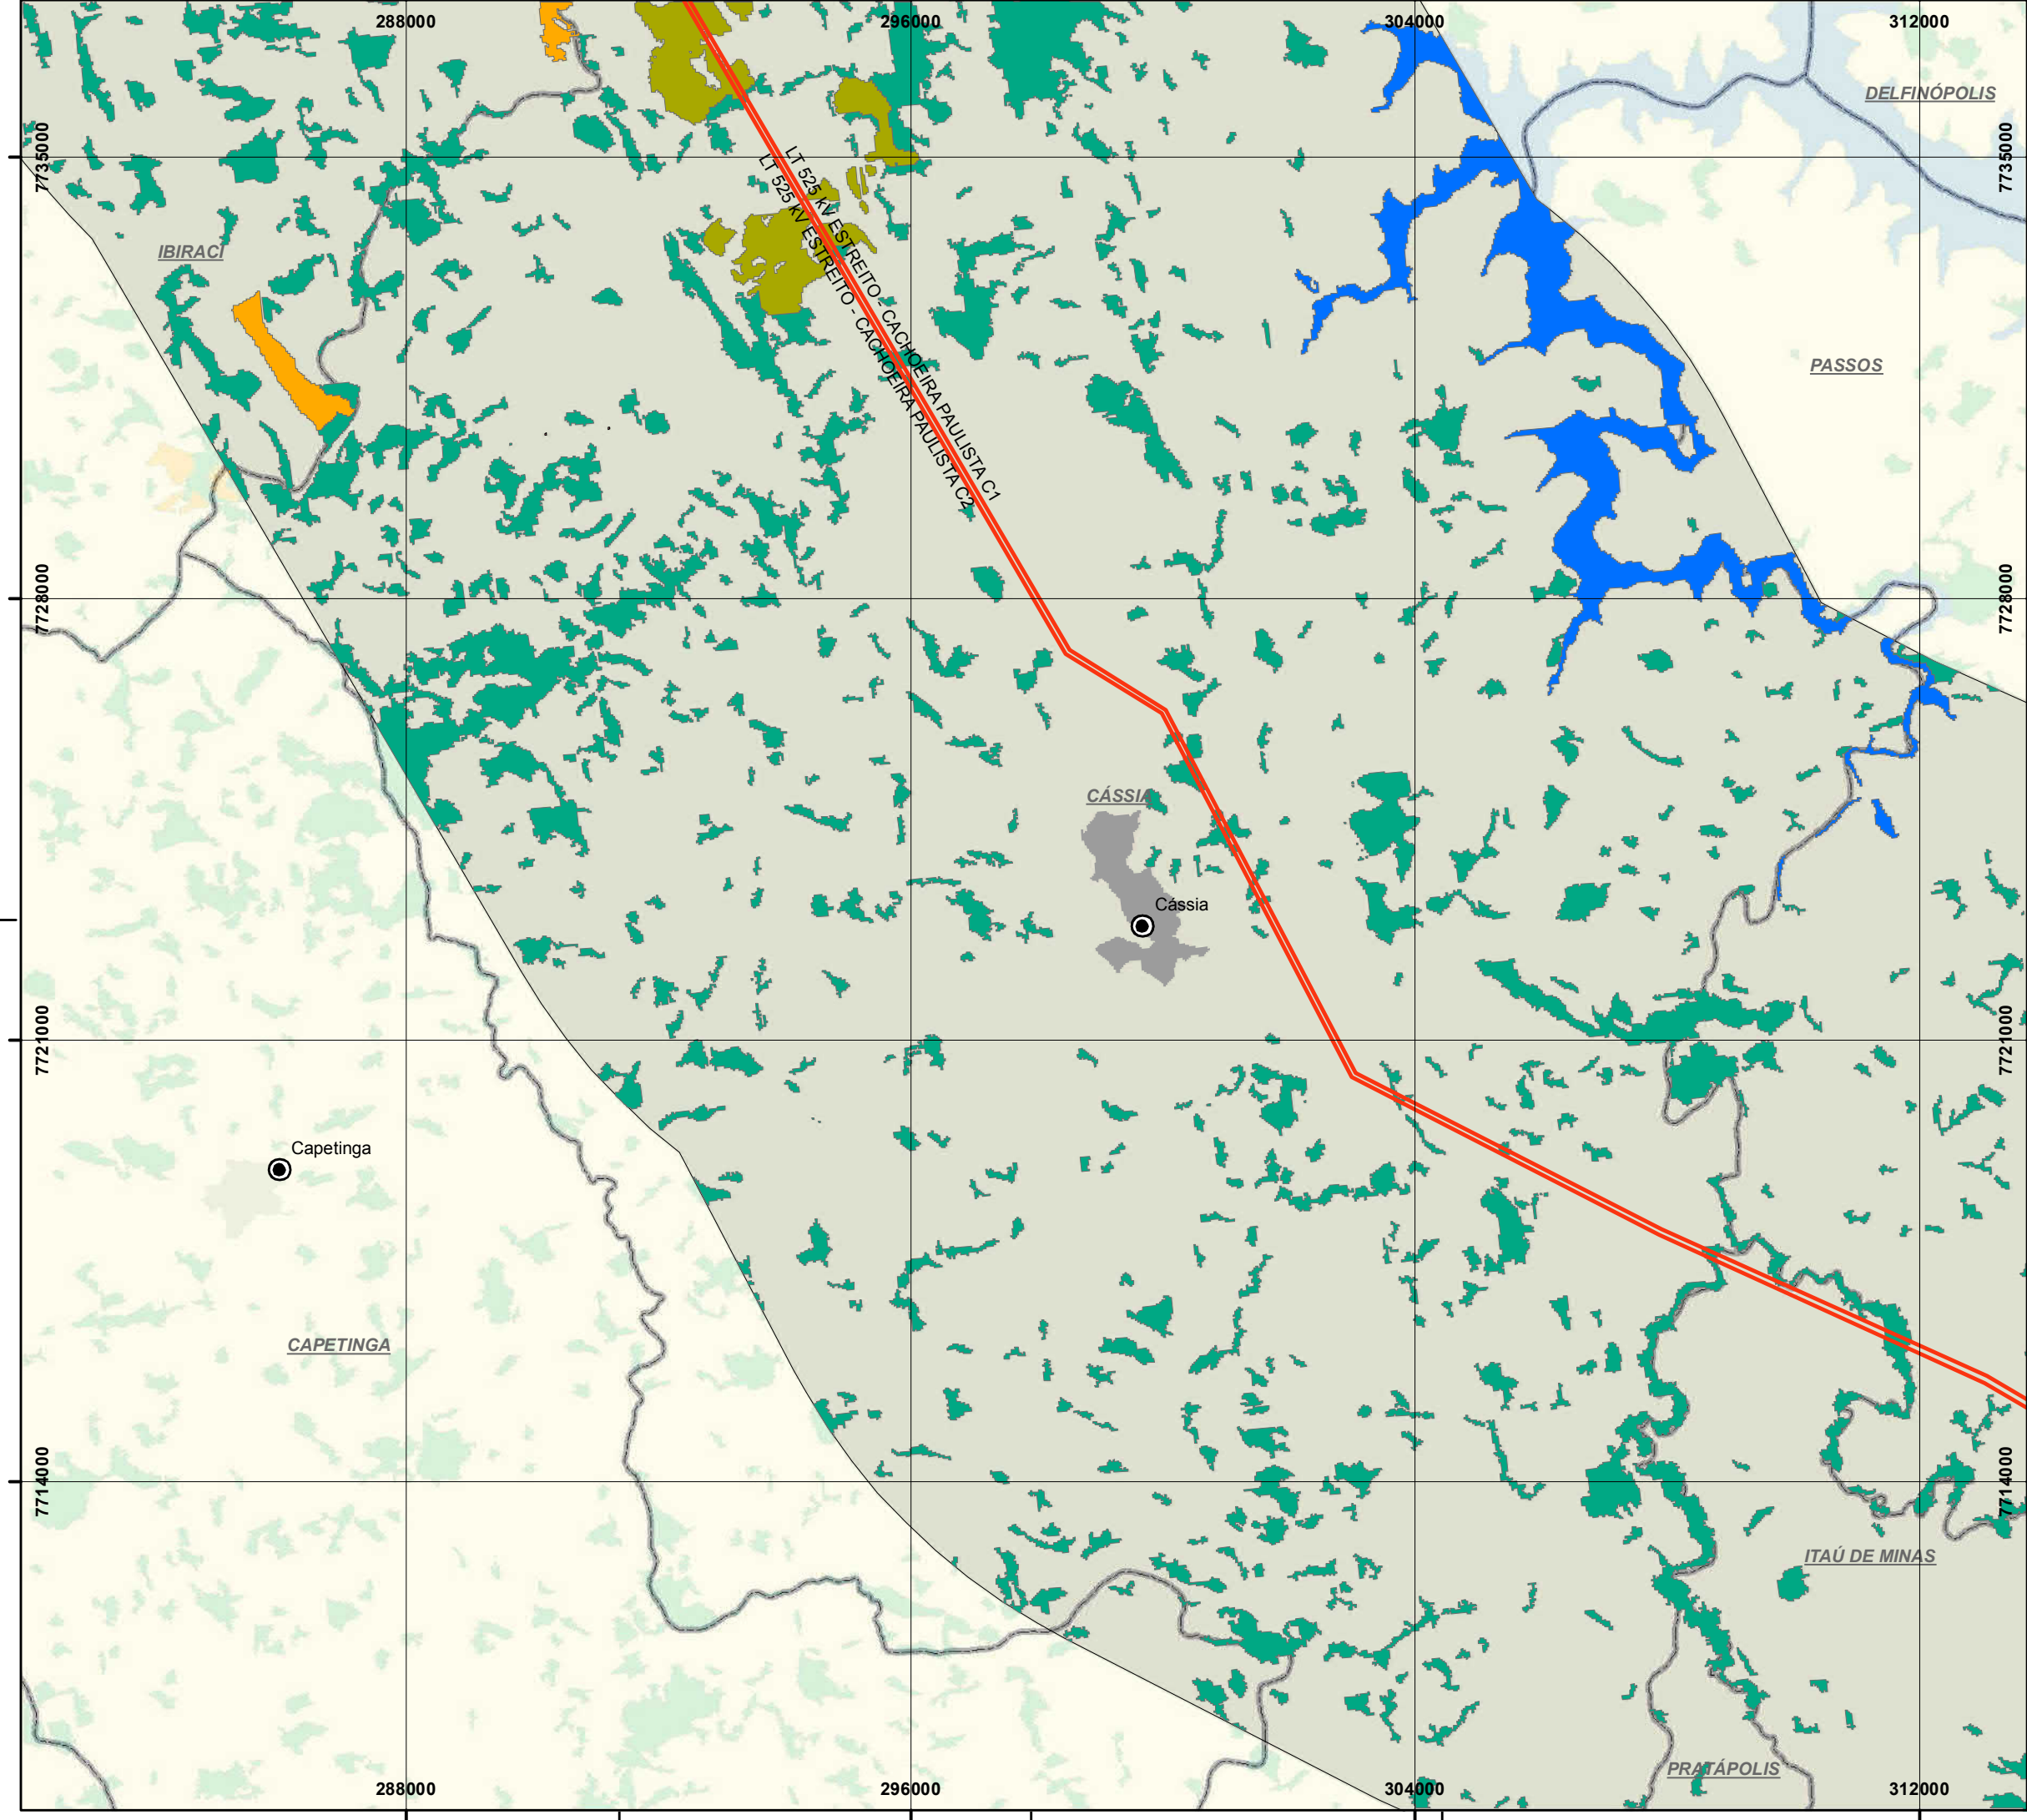 288000
296000
304000
312000
DELFINÓPOLIS
7735000
7735000
LT 525 kV ESTREITO - CACHOEIRA PAULISTA C1
LT 525 kV ESTREITO - CACHOEIRA PAULISTA C2
IBIRACI
PASSOS
7728000
7728000
CÁSSIA
Cássia
7721000
7721000
Capetinga
CAPETINGA
7714000
7714000
ITAÚ DE MINAS
PRATÁPOLIS
288000
296000
304000
312000